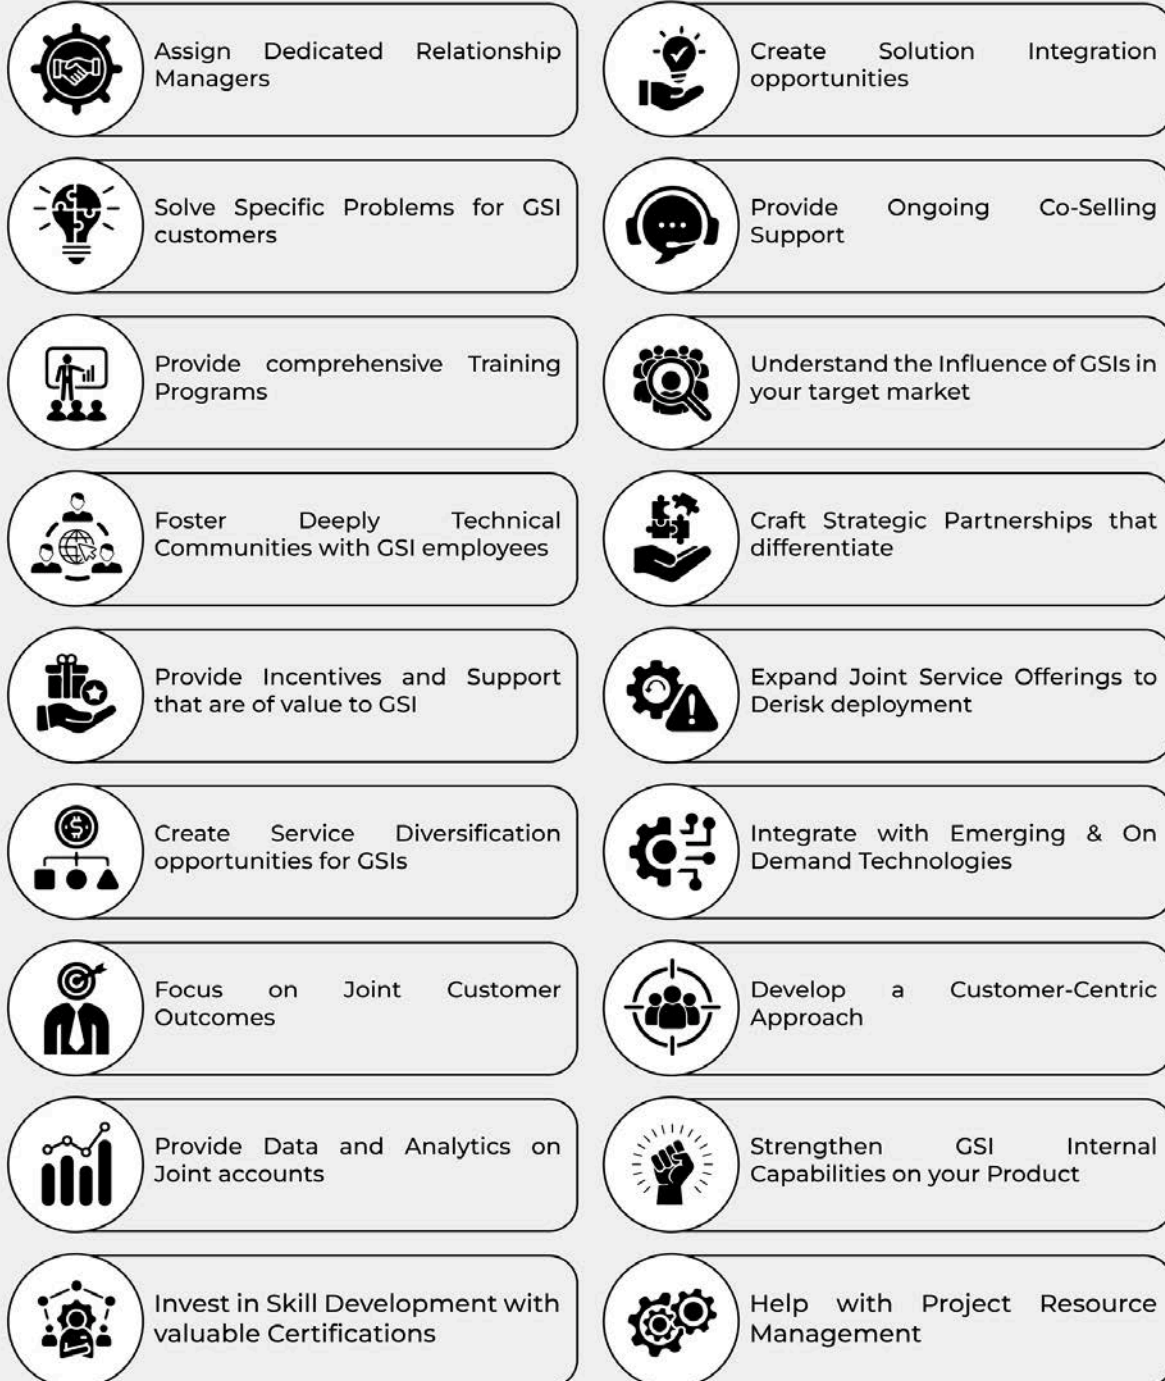 Assign Dedicated Relationship
Managers
Create Solution Integration
opportunities
Solve Specific Problems for GSI
customers
Provide Ongoing Co-Selling
Support
Provide comprehensive Training
Programs
Understand the Influence of GSIs in
your target market
Foster Deeply Technical
Communities with GSI employees
Craft Strategic Partnerships that
differentiate
Provide Incentives and Support
that are of value to GSI
Expand Joint Service Offerings to
Derisk deployment
Create Service Diversification
opportunities for GSIs
Integrate with Emerging & On
Demand Technologies
Focus on Joint Customer
Outcomes
Develop a Customer-Centric
Approach
Provide Data and Analytics on
Joint accounts
Strengthen GSI Internal
Capabilities on your Product
Invest in Skill Development with
valuable Certifications
Help with Project Resource
Management